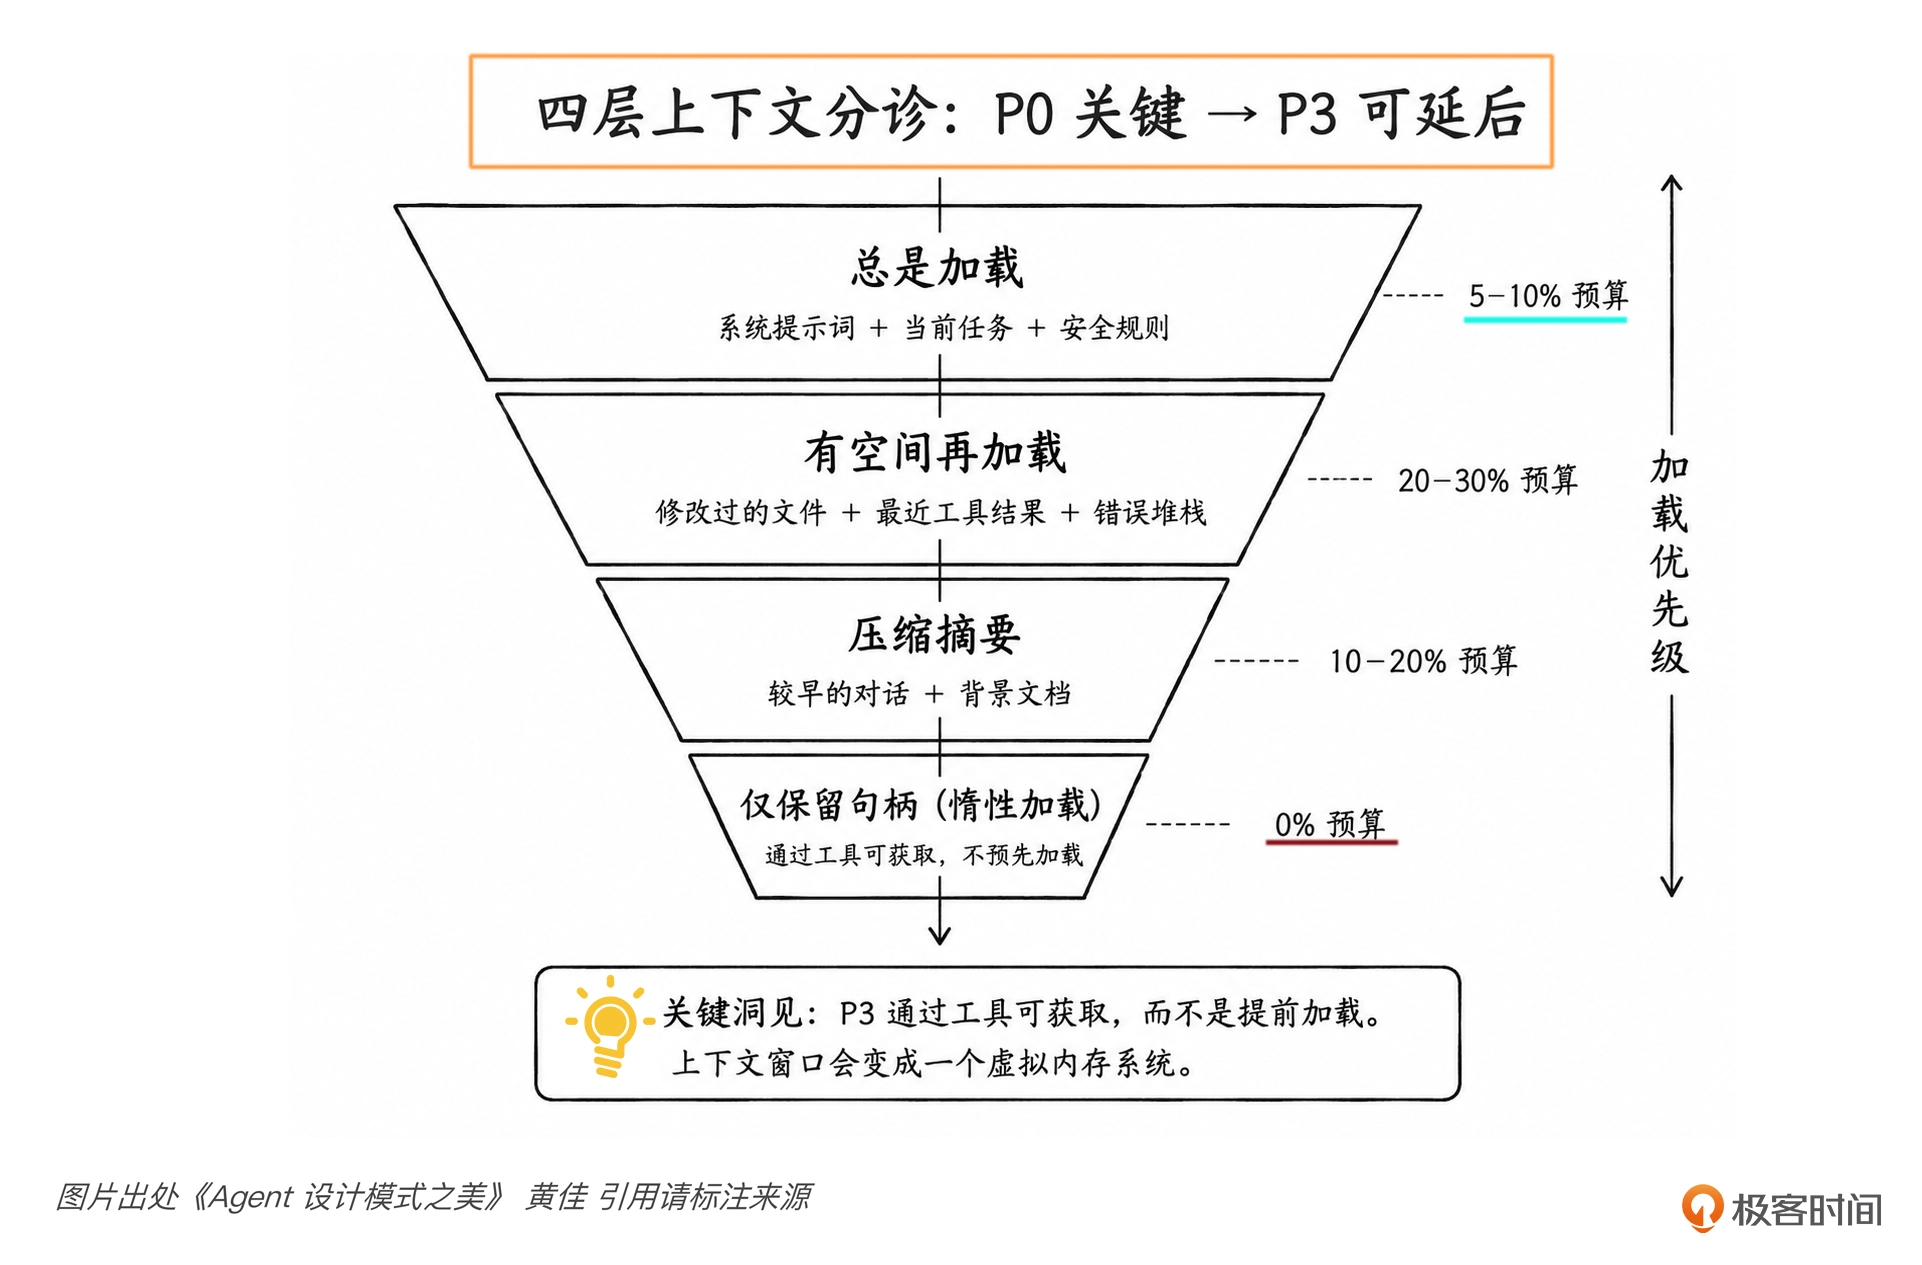 四层上下文分诊：P0 关键 → P3 可延后
总是加载
系统提示词 + 当前任务 + 安全规则
5-10% 预算
有空间再加载
修改过的文件 + 最近工具结果 + 错误堆栈
20-30% 预算
压缩摘要
较早的对话 + 背景文档
10-20% 预算
仅保留句柄 (惰性加载)
通过工具可获取，不预先加载
0% 预算
加载优先级
关键洞见：P3 通过工具可获取，而不是提前加载。
上下文窗口会变成一个虚拟内存系统。
图片出处《Agent 设计模式之美》 黄佳 引用请标注来源
极客时间